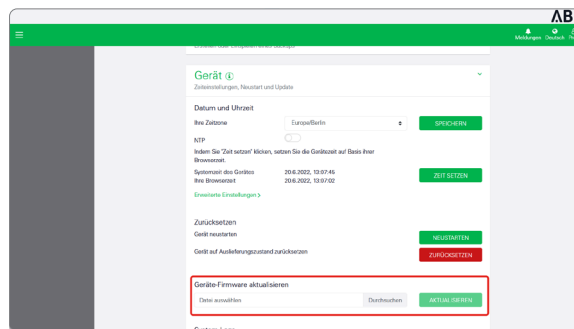 AB
Meldungen Deutsch
Gerät
Zeiteinstellungen, Neustart und Update
Datum und Uhrzeit
Ihre Zeitzone Europe/Berlin SPEICHERN
NTP
Indem Sie "Zeit setzen" klicken, setzen Sie die Gerätezeit auf Basis ihrer
Browserzeit.
Systemzeit des Gerätes 20.6.2022, 13:07:45
Ihre Browserzeit 20.6.2022, 13:07:02
ZEIT SETZEN
Erweiterte Einstellungen >
Zurücksetzen
Gerät neustarten NEUSTARTEN
Gerät auf Auslieferungszustand zurücksetzen ZURÜCKSETZEN
Geräte-Firmware aktualisieren
Datei auswählen Durchsuchen AKTUALISIEREN